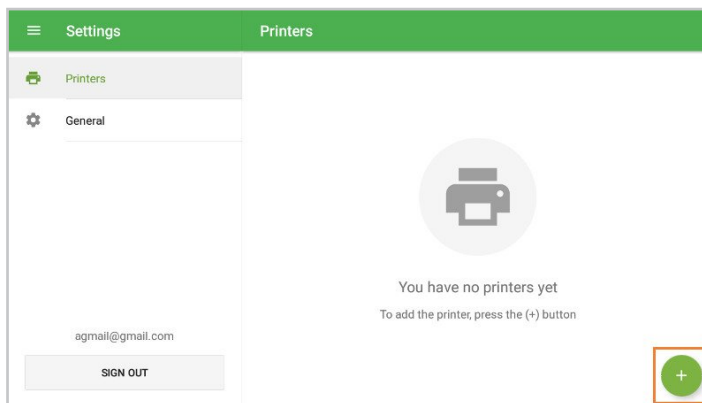 Settings
Printers
Printers
General
You have no printers yet
To add the printer, press the (+) button
agmail@gmail.com
SIGN OUT
+